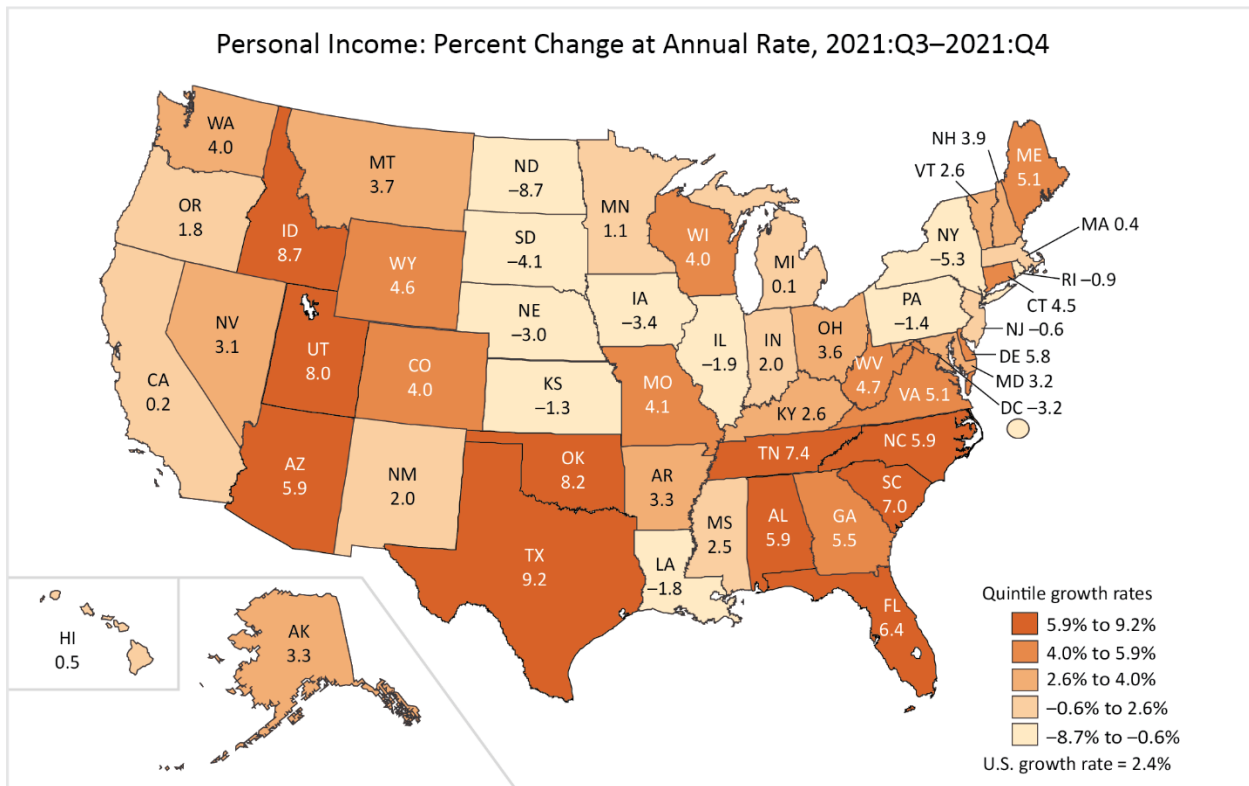 Personal Income: Percent Change at Annual Rate, 2021:Q3–2021:Q4
WA
4.0
OR
1.8
CA
0.2
ID
8.7
NV
3.1
MT
3.7
WY
4.6
UT
8.0
AZ
5.9
CO
4.0
NM
2.0
ND
–8.7
SD
–4.1
NE
–3.0
KS
–1.3
OK
8.2
TX
9.2
MN
1.1
IA
–3.4
MO
4.1
AR
3.3
LA
–1.8
WI
4.0
IL
–1.9
MS
2.5
MI
0.1
IN
2.0
OH
3.6
KY 2.6
TN 7.4
AL
5.9
GA
5.5
FL
6.4
SC
7.0
NC 5.9
VA 5.1
WV
4.7
PA
–1.4
NY
–5.3
VT 2.6
NH 3.9
ME
5.1
MA 0.4
RI –0.9
CT 4.5
NJ –0.6
DE 5.8
MD 3.2
DC –3.2
HI
0.5
AK
3.3
Quintile growth rates
5.9% to 9.2%
4.0% to 5.9%
2.6% to 4.0%
–0.6% to 2.6%
–8.7% to –0.6%
U.S. growth rate = 2.4%